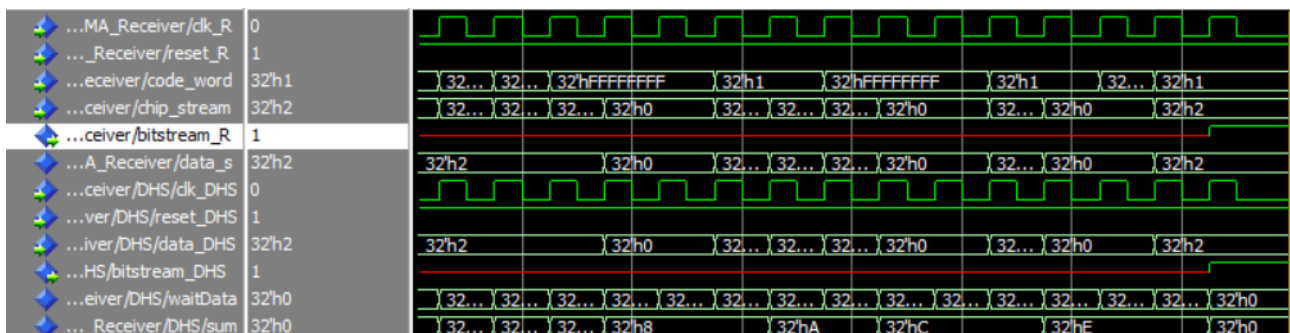 ...MA_Receiver/clk_R 0
..._Receiver/reset_R 1
...eceiver/code_word 32'h1 32... 32... 32'hFFFFFFFF 32'h1 32'hFFFFFFFF 32'h1 32... 32'h1
...ceiver/chip_stream 32'h2 32... 32... 32... 32'h0 32... 32... 32... 32'h0 32... 32'h0 32'h2
...ceiver/bitstream_R 1
...A_Receiver/data_s 32'h2 32'h2 32'h0 32... 32... 32... 32'h0 32... 32'h0 32'h2
...ceiver/DHS/clk_DHS 0
...ver/DHS/reset_DHS 1
...iver/DHS/data_DHS 32'h2 32'h2 32'h0 32... 32... 32... 32'h0 32... 32'h0 32'h2
...HS/bitstream_DHS 1
...eiver/DHS/waitData 32'h0 32... 32... 32... 32... 32... 32... 32... 32... 32... 32... 32... 32... 32... 32... 32'h0
..._Receiver/DHS/sum 32'h0 32... 32... 32... 32'h8 32'hA 32'hC 32'hE 32'h0